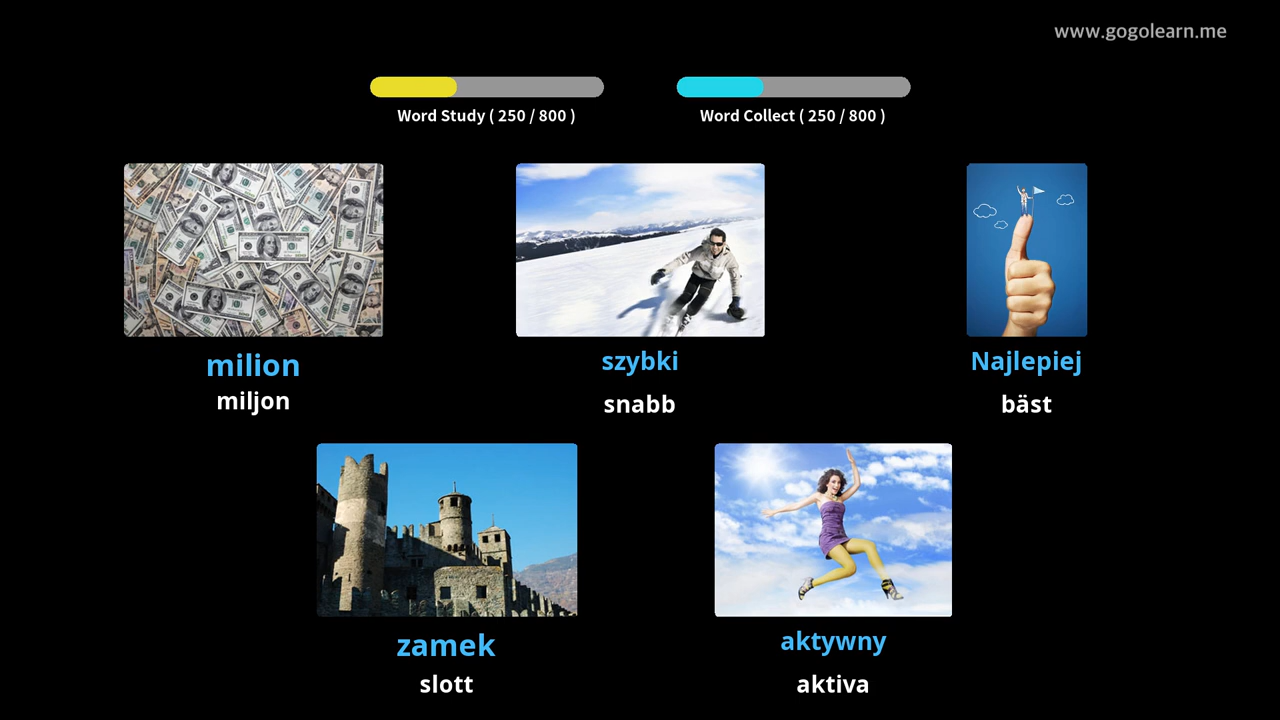 www.gogolearn.me
Word Study ( 250 / 800 )
Word Collect ( 250 / 800 )
milion
miljon
szybki
snabb
Najlepiej
bäst
zamek
slott
aktywny
aktiva